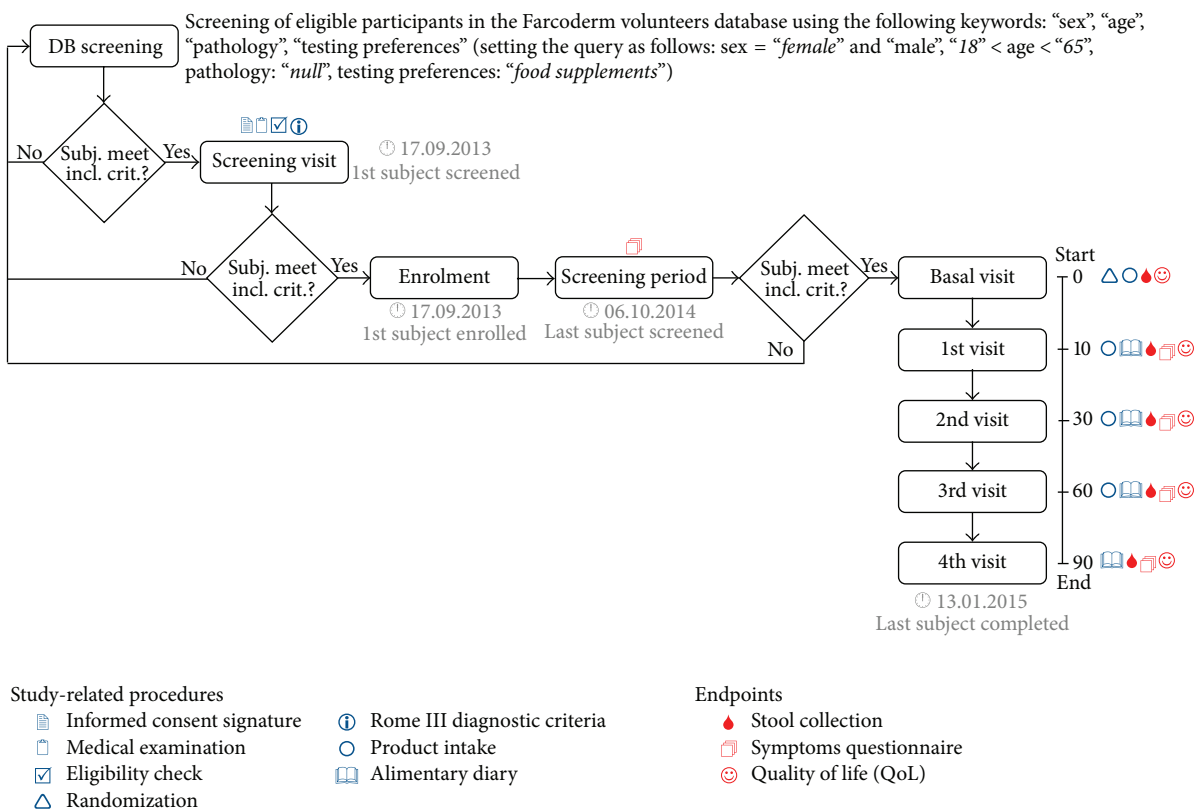 Screening of eligible participants in the Farcoderm volunteers database using the following keywords: “sex”, “age”,
“pathology”, “testing preferences” (setting the query as follows: sex = “female” and “male”, “18” < age < “65”,
pathology: “null”, testing preferences: “food supplements”)
DB screening
No
Subj. meet
incl. crit.?
Yes
Screening visit
17.09.2013
1st subject screened
No
Subj. meet
incl. crit.?
Yes
Enrolment
17.09.2013
1st subject enrolled
Screening period
06.10.2014
Last subject screened
Subj. meet
incl. crit.?
Yes
No
Basal visit
Start
0
1st visit
10
2nd visit
30
3rd visit
60
4th visit
90
End
13.01.2015
Last subject completed
Study-related procedures
Informed consent signature
Medical examination
Eligibility check
Randomization
Rome III diagnostic criteria
Product intake
Alimentary diary
Endpoints
Stool collection
Symptoms questionnaire
Quality of life (QoL)